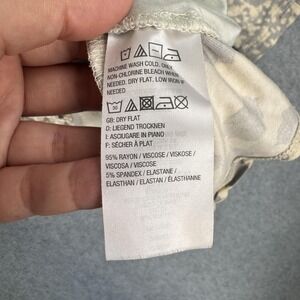 MACHINE WASH COLD. ONLY
NON-CHLORINE BLEACH WHEN
NEEDED. DRY FLAT, LOW IRON IF
NEEDED.
30
GB: DRY FLAT
D: LIEGEND TROCKNEN
I: ASCIUGARE IN PIANO
F: SÉCHER À PLAT
95% RAYON / VISCOSE / VISKOSE /
VISCOSA / VISCOSE
5% SPANDEX / ELASTANE /
ELASTHAN / ELASTAN / ÉLASTHANNE